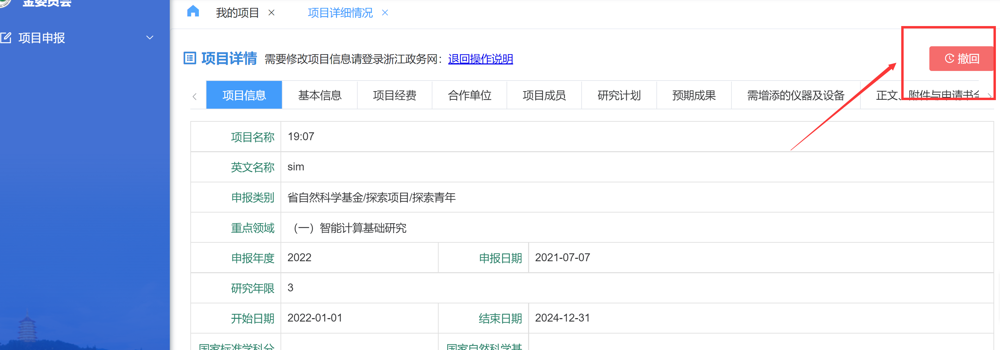 金委员会
我的项目
项目详细情况
项目申报
项目详情 需要修改项目信息请登录浙江政务网：退回操作说明
撤回
项目信息 基本信息 项目经费 合作单位 项目成员 研究计划 预期成果 需增添的仪器及设备 正文、附件与申请书
项目名称 19:07
英文名称 sim
申报类别 省自然科学基金/探索项目/探索青年
重点领域 （一）智能计算基础研究
申报年度 2022 申报日期 2021-07-07
研究年限 3
开始日期 2022-01-01 结束日期 2024-12-31
国家标准学科分 国家自然科学基